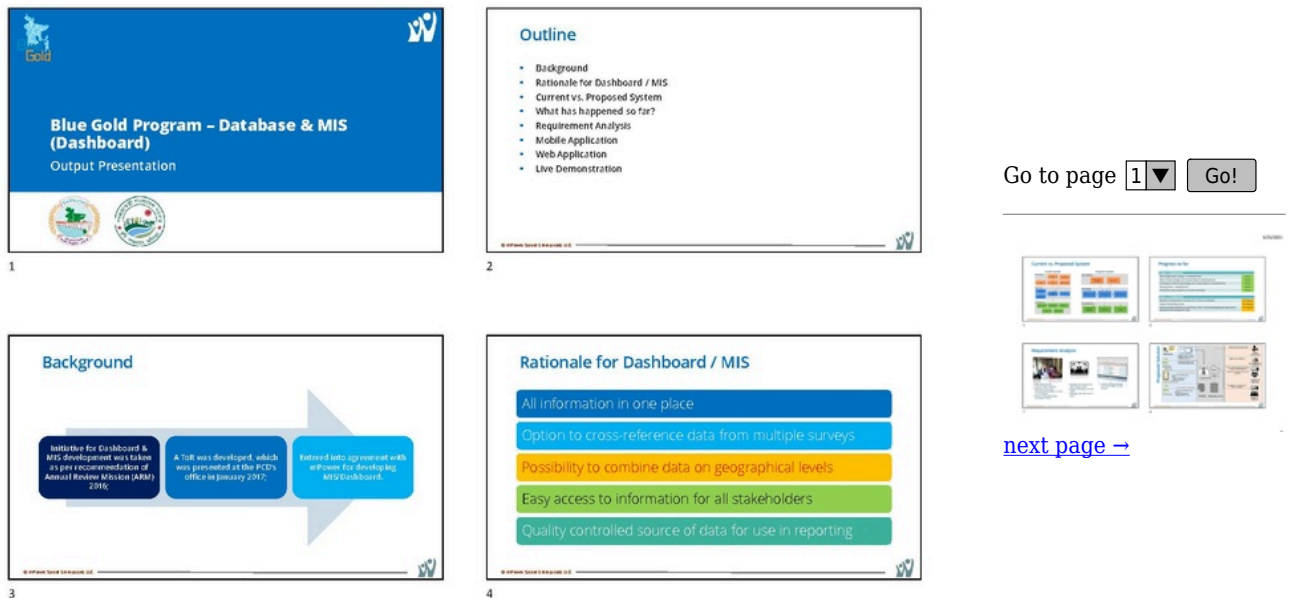 Gold
Blue Gold Program – Database & MIS
(Dashboard)
Output Presentation
1
Outline
• Background
• Rationale for Dashboard / MIS
• Current vs. Proposed System
• What has happened so far?
• Requirement Analysis
• Mobile Application
• Web Application
• Live Demonstration
2
Background
Initiative for Dashboard &
MIS development was taken
as per recommendation of
Annual Review Mission (ARM)
2016;
A ToR was developed, which
was presented at the PCD's
office in January 2017;
Entered into agreement with
mPower for developing
MIS/Dashboard.
3
Rationale for Dashboard / MIS
All information in one place
Option to cross-reference data from multiple surveys
Possibility to combine data on geographical levels
Easy access to information for all stakeholders
Quality controlled source of data for use in reporting
4
Go to page 1 ▼ Go!
Current vs. Proposed System
Progress so far
Requirement Analysis
next page →